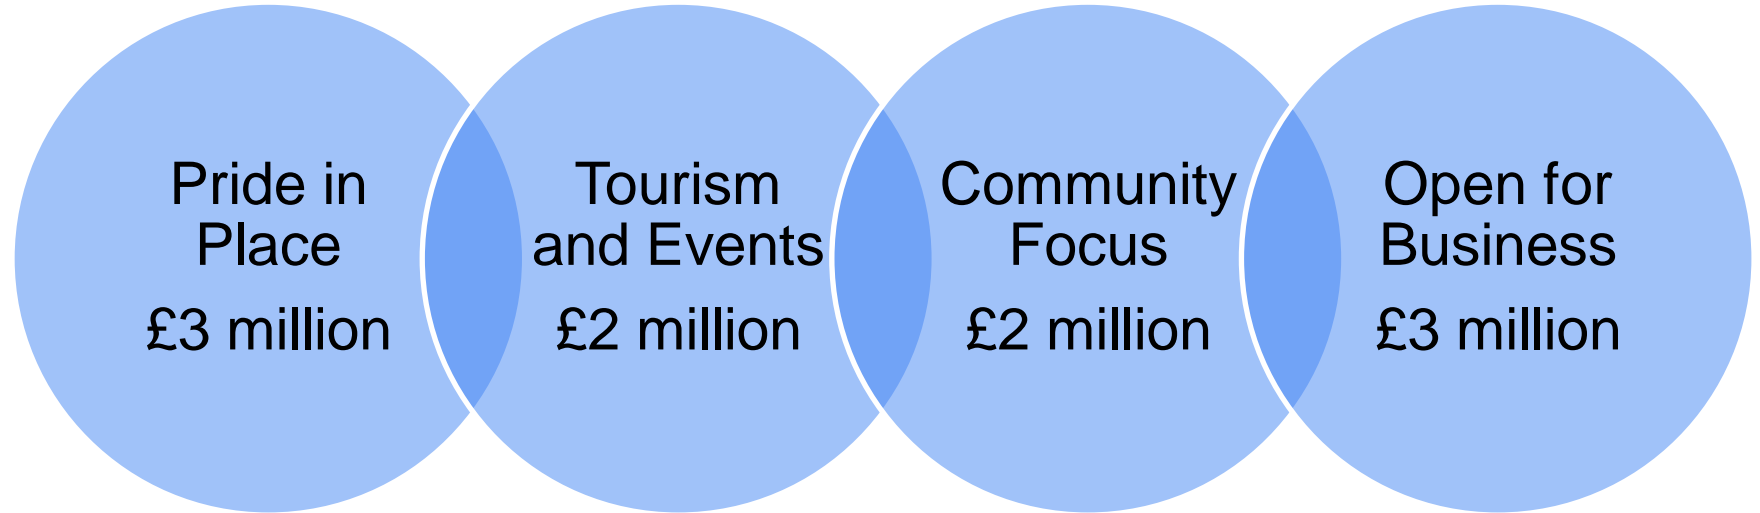 Pride in
Place
£3 million
Tourism
and Events
£2 million
Community
Focus
£2 million
Open for
Business
£3 million